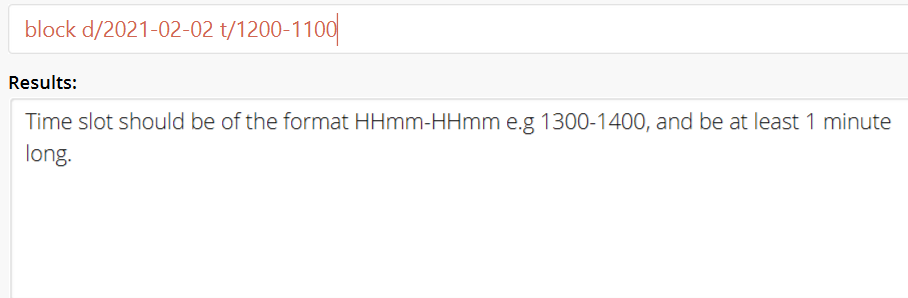 block d/2021-02-02 t/1200-1100
Results:
Time slot should be of the format HHmm-HHmm e.g 1300-1400, and be at least 1 minute
long.